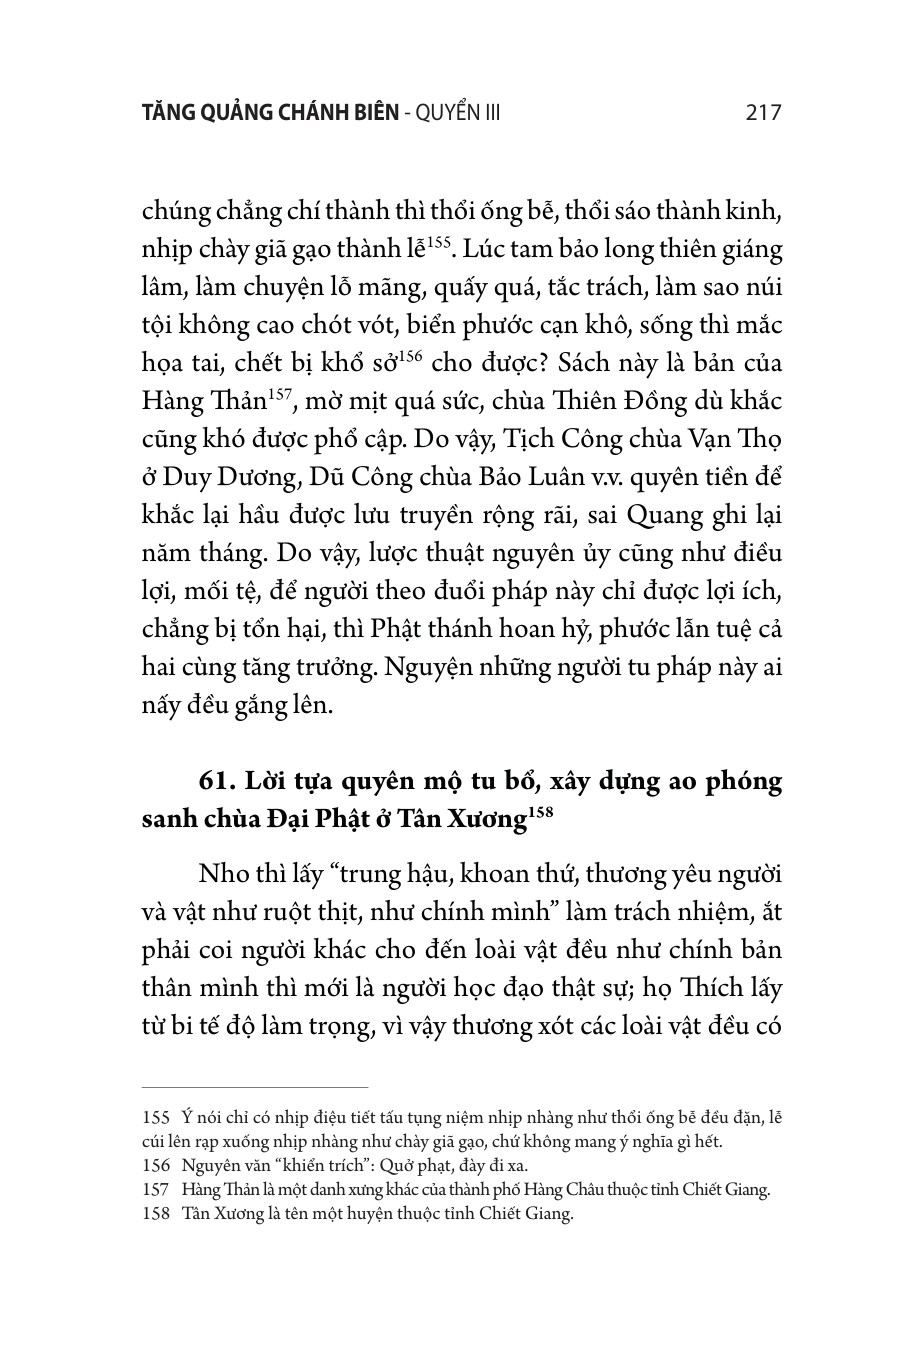 TĂNG QUẢNG CHÁNH BIÊN - QUYỂN III 217
chúng chẳng chí thành thì thổi ống bễ, thổi sáo thành kinh,
nhịp chày giã gạo thành lễ155. Lúc tam bảo long thiên giáng
lâm, làm chuyện lỗ mãng, quấy quá, tắc trách, làm sao núi
tội không cao chót vót, biển phước cạn khô, sống thì mắc
họa tai, chết bị khổ sở156 cho được? Sách này là bản của
Hàng Thản157, mờ mịt quá sức, chùa Thiên Đồng dù khắc
cũng khó được phổ cập. Do vậy, Tịch Công chùa Vạn Thọ
ở Duy Dương, Dũ Công chùa Bảo Luân v.v. quyên tiền để
khắc lại hầu được lưu truyền rộng rãi, sai Quang ghi lại
năm tháng. Do vậy, lược thuật nguyên ủy cũng như điều
lợi, mối tệ, để người theo đuổi pháp này chỉ được lợi ích,
chẳng bị tổn hại, thì Phật thánh hoan hỷ, phước lẫn tuệ cả
hai cùng tăng trưởng. Nguyện những người tu pháp này ai
nấy đều gắng lên.
61. Lời tựa quyên mộ tu bổ, xây dựng ao phóng
sanh chùa Đại Phật ở Tân Xương158
Nho thì lấy “trung hậu, khoan thứ, thương yêu người
và vật như ruột thịt, như chính mình” làm trách nhiệm, ắt
phải coi người khác cho đến loài vật đều như chính bản
thân mình thì mới là người học đạo thật sự; họ Thích lấy
từ bi tế độ làm trọng, vì vậy thương xót các loài vật đều có
155 Ý nói chỉ có nhịp điệu tiết tấu tụng niệm nhịp nhàng như thổi ống bễ đều đặn, lễ
cúi lên rạp xuống nhịp nhàng như chày giã gạo, chứ không mang ý nghĩa gì hết.
156 Nguyên văn “khiển trích”: Quở phạt, đày đi xa.
157 Hàng Thản là một danh xưng khác của thành phố Hàng Châu thuộc tỉnh Chiết Giang.
158 Tân Xương là tên một huyện thuộc tỉnh Chiết Giang.